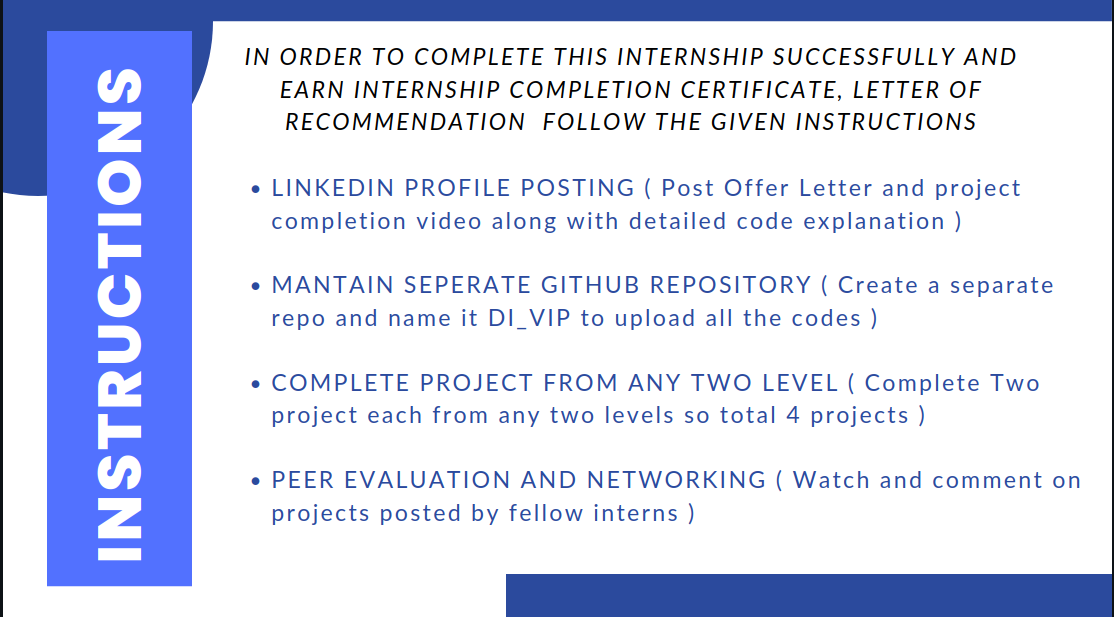 INSTRUCTIONS
IN ORDER TO COMPLETE THIS INTERNSHIP SUCCESSFULLY AND
EARN INTERNSHIP COMPLETION CERTIFICATE, LETTER OF
RECOMMENDATION  FOLLOW THE GIVEN INSTRUCTIONS
• LINKEDIN PROFILE POSTING ( Post Offer Letter and project
completion video along with detailed code explanation )
• MANTAIN SEPERATE GITHUB REPOSITORY ( Create a separate
repo and name it DI_VIP to upload all the codes )
• COMPLETE PROJECT FROM ANY TWO LEVEL ( Complete Two
project each from any two levels so total 4 projects )
• PEER EVALUATION AND NETWORKING ( Watch and comment on
projects posted by fellow interns )